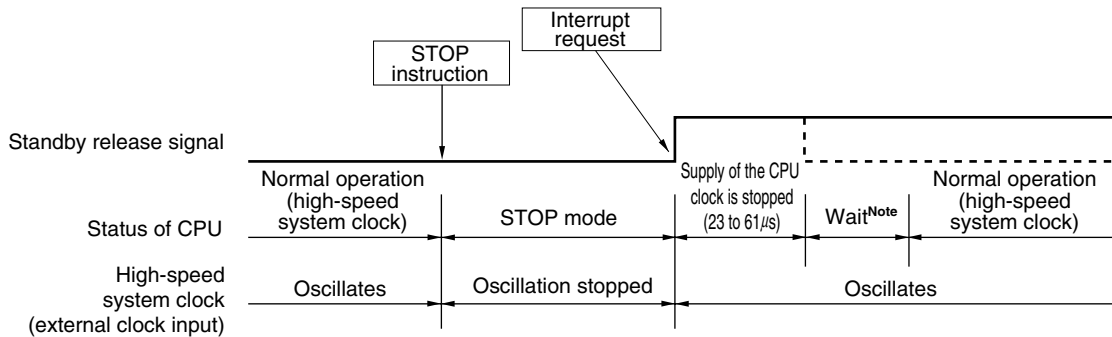 Interrupt
request
STOP
instruction
Standby release signal
Supply of the CPU
clock is stopped
(23 to 61μs)
Normal operation
(high-speed
system clock)
Status of CPU
STOP mode
WaitNote
Normal operation
(high-speed
system clock)
High-speed
system clock
(external clock input)
Oscillates
Oscillation stopped
Oscillates